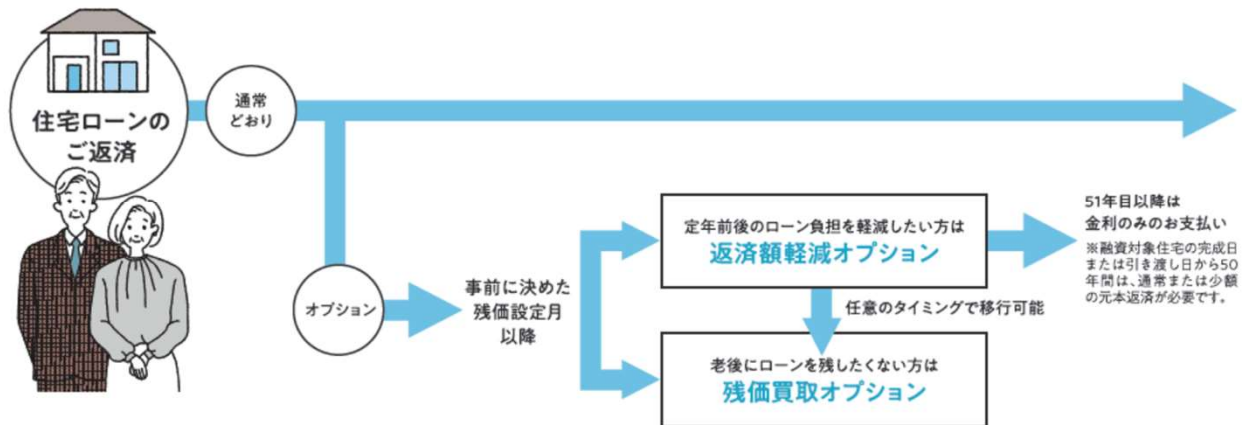 住宅ローンの
ご返済
通常
どおり
オプション
事前に決めた
残価設定月
以降
定年前後のローン負担を軽減したい方は
返済額軽減オプション
51年目以降は
金利のみのお支払い
※融資対象住宅の完成日
または引き渡し日から50
年間は、通常または少額
の元本返済が必要です。
任意のタイミングで移行可能
老後にローンを残したくない方は
残価買取オプション